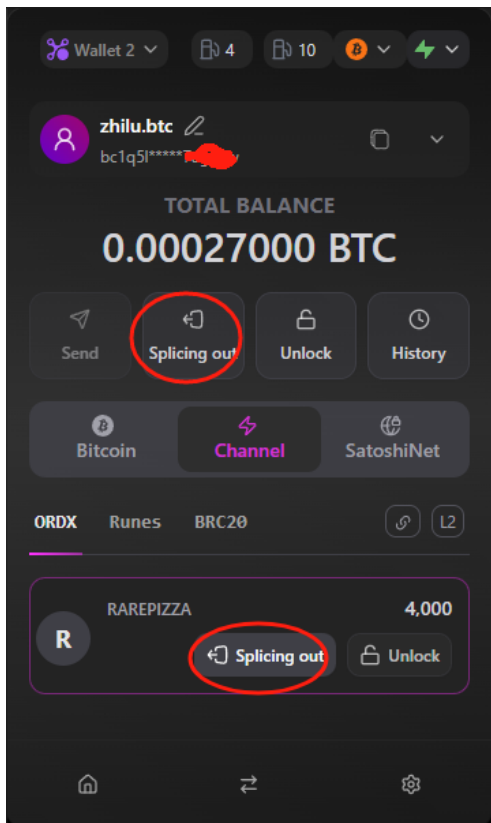 Wallet 2 4 10
zhilu.btc
bc1q5l*****
TOTAL BALANCE
0.00027000 BTC
Send Splicing out Unlock History
Bitcoin Channel SatoshiNet
ORDX Runes BRC20 L2
RAREPIZZA 4,000
R
Splicing out Unlock